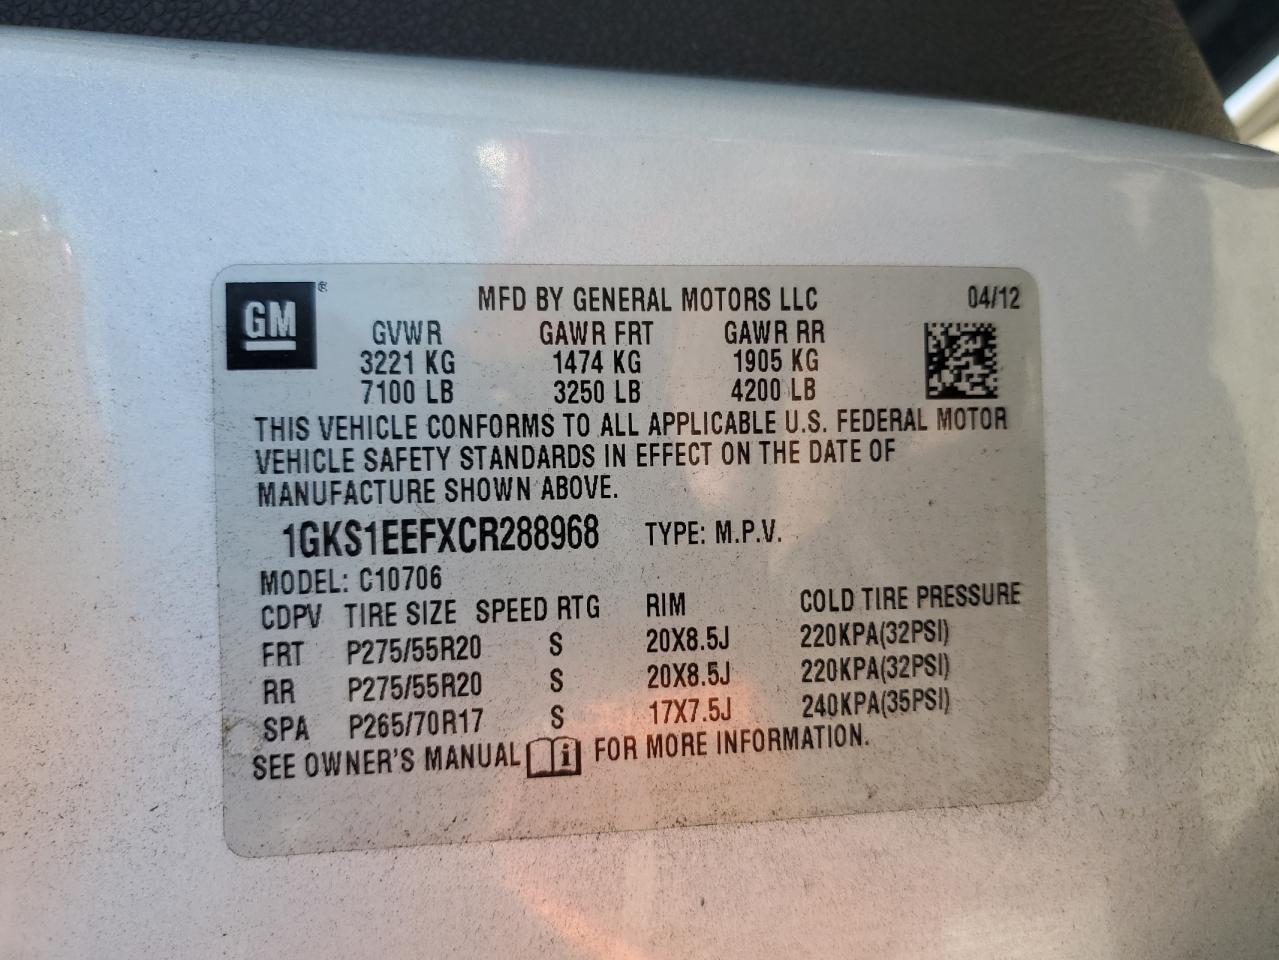 GM ® MFD BY GENERAL MOTORS LLC 04/12
GVWR GAWR FRT GAWR RR
3221 KG 1474 KG 1905 KG
7100 LB 3250 LB 4200 LB
THIS VEHICLE CONFORMS TO ALL APPLICABLE U.S. FEDERAL MOTOR
VEHICLE SAFETY STANDARDS IN EFFECT ON THE DATE OF
MANUFACTURE SHOWN ABOVE.
1GKS1EEFXCR288968 TYPE: M.P.V.
MODEL: C10706
CDPV TIRE SIZE SPEED RTG RIM COLD TIRE PRESSURE
FRT P275/55R20 S 20X8.5J 220KPA(32PSI)
RR P275/55R20 S 20X8.5J 220KPA(32PSI)
SPA P265/70R17 S 17X7.5J 240KPA(35PSI)
SEE OWNER'S MANUAL i FOR MORE INFORMATION.